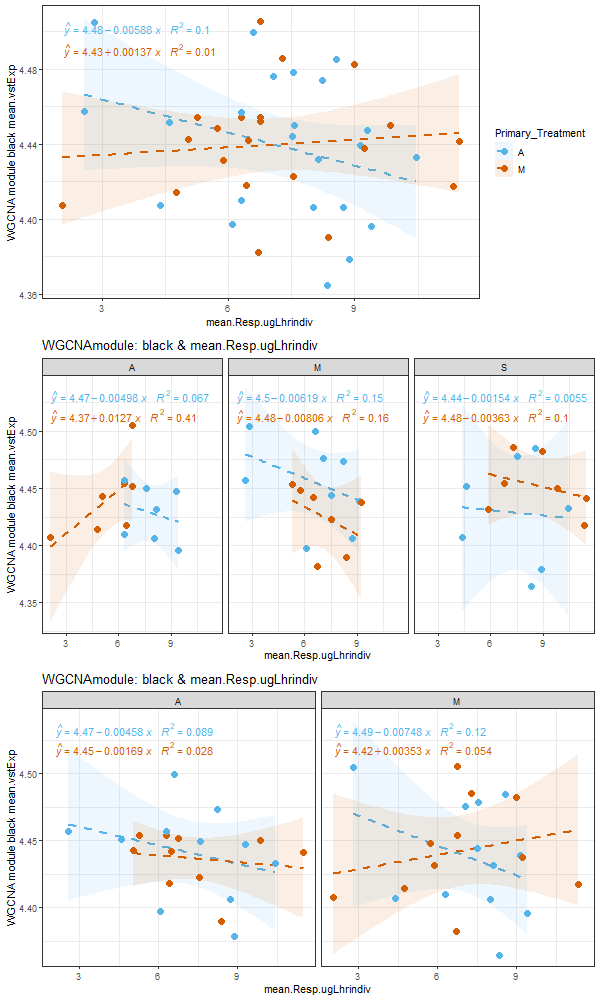 ŷ = 4.48 − 0.00588 x   R² = 0.1
ŷ = 4.43 + 0.00137 x   R² = 0.01
4.48
4.44
4.40
4.36
3 6 9
mean.Resp.ugLhrindiv
WGCNA module black mean.vstExp
Primary_Treatment
A
M
WGCNAmodule: black & mean.Resp.ugLhrindiv
A M S
ŷ = 4.47 − 0.00498 x   R² = 0.067
ŷ = 4.37 + 0.0127 x   R² = 0.41
ŷ = 4.5 − 0.00619 x   R² = 0.15
ŷ = 4.48 − 0.00806 x   R² = 0.16
ŷ = 4.44 − 0.00154 x   R² = 0.0055
ŷ = 4.48 − 0.00363 x   R² = 0.1
4.50
4.45
4.40
4.35
3 6 9 3 6 9 3 6 9
mean.Resp.ugLhrindiv
WGCNA module black mean.vstExp
WGCNAmodule: black & mean.Resp.ugLhrindiv
A M
ŷ = 4.47 − 0.00458 x   R² = 0.089
ŷ = 4.45 − 0.00169 x   R² = 0.028
ŷ = 4.49 − 0.00748 x   R² = 0.12
ŷ = 4.42 + 0.00353 x   R² = 0.054
4.50
4.45
4.40
3 6 9 3 6 9
mean.Resp.ugLhrindiv
WGCNA module black mean.vstExp